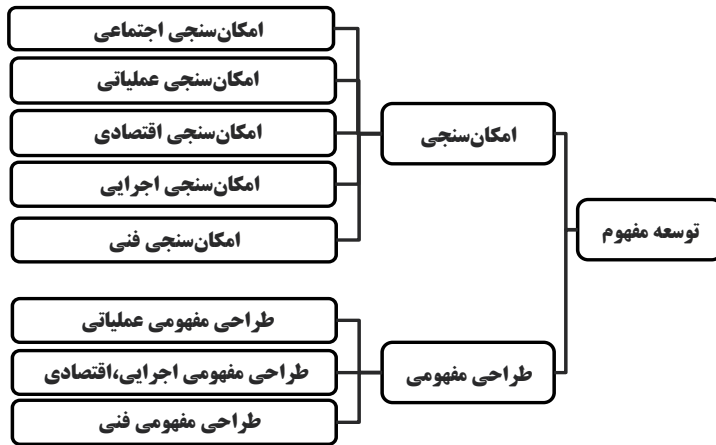 توسعه مفهوم
امکان‌سنجی
امکان‌سنجی اجتماعی
امکان‌سنجی عملیاتی
امکان‌سنجی اقتصادی
امکان‌سنجی اجرایی
امکان‌سنجی فنی
طراحی مفهومی
طراحی مفهومی عملیاتی
طراحی مفهومی اجرایی،اقتصادی
طراحی مفهومی فنی